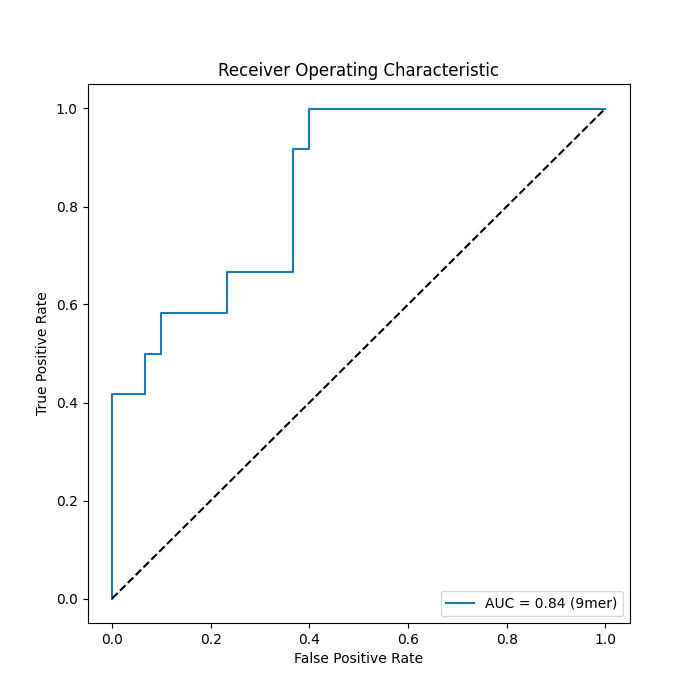 Receiver Operating Characteristic
True Positive Rate
1.0
0.8
0.6
0.4
0.2
0.0
AUC = 0.84 (9mer)
0.0 0.2 0.4 0.6 0.8 1.0
False Positive Rate